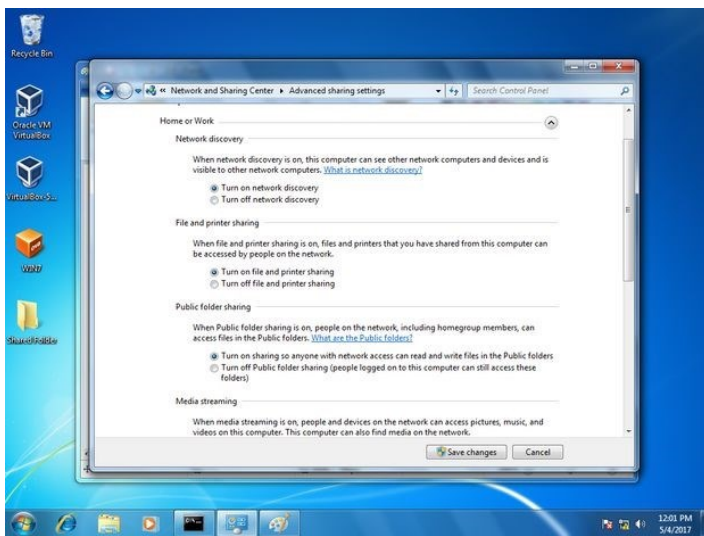 Recycle Bin
Oracle VM
VirtualBox
VirtualBox-5...
WIN7
Shared Folder
« Network and Sharing Center ▸ Advanced sharing settings
Search Control Panel
Home or Work
Network discovery
When network discovery is on, this computer can see other network computers and devices and is
visible to other network computers. What is network discovery?
Turn on network discovery
Turn off network discovery
File and printer sharing
When file and printer sharing is on, files and printers that you have shared from this computer can
be accessed by people on the network.
Turn on file and printer sharing
Turn off file and printer sharing
Public folder sharing
When Public folder sharing is on, people on the network, including homegroup members, can
access files in the Public folders. What are the Public folders?
Turn on sharing so anyone with network access can read and write files in the Public folders
Turn off Public folder sharing (people logged on to this computer can still access these
folders)
Media streaming
When media streaming is on, people and devices on the network can access pictures, music, and
videos on this computer. This computer can also find media on the network.
Save changes
Cancel
12:01 PM
5/4/2017